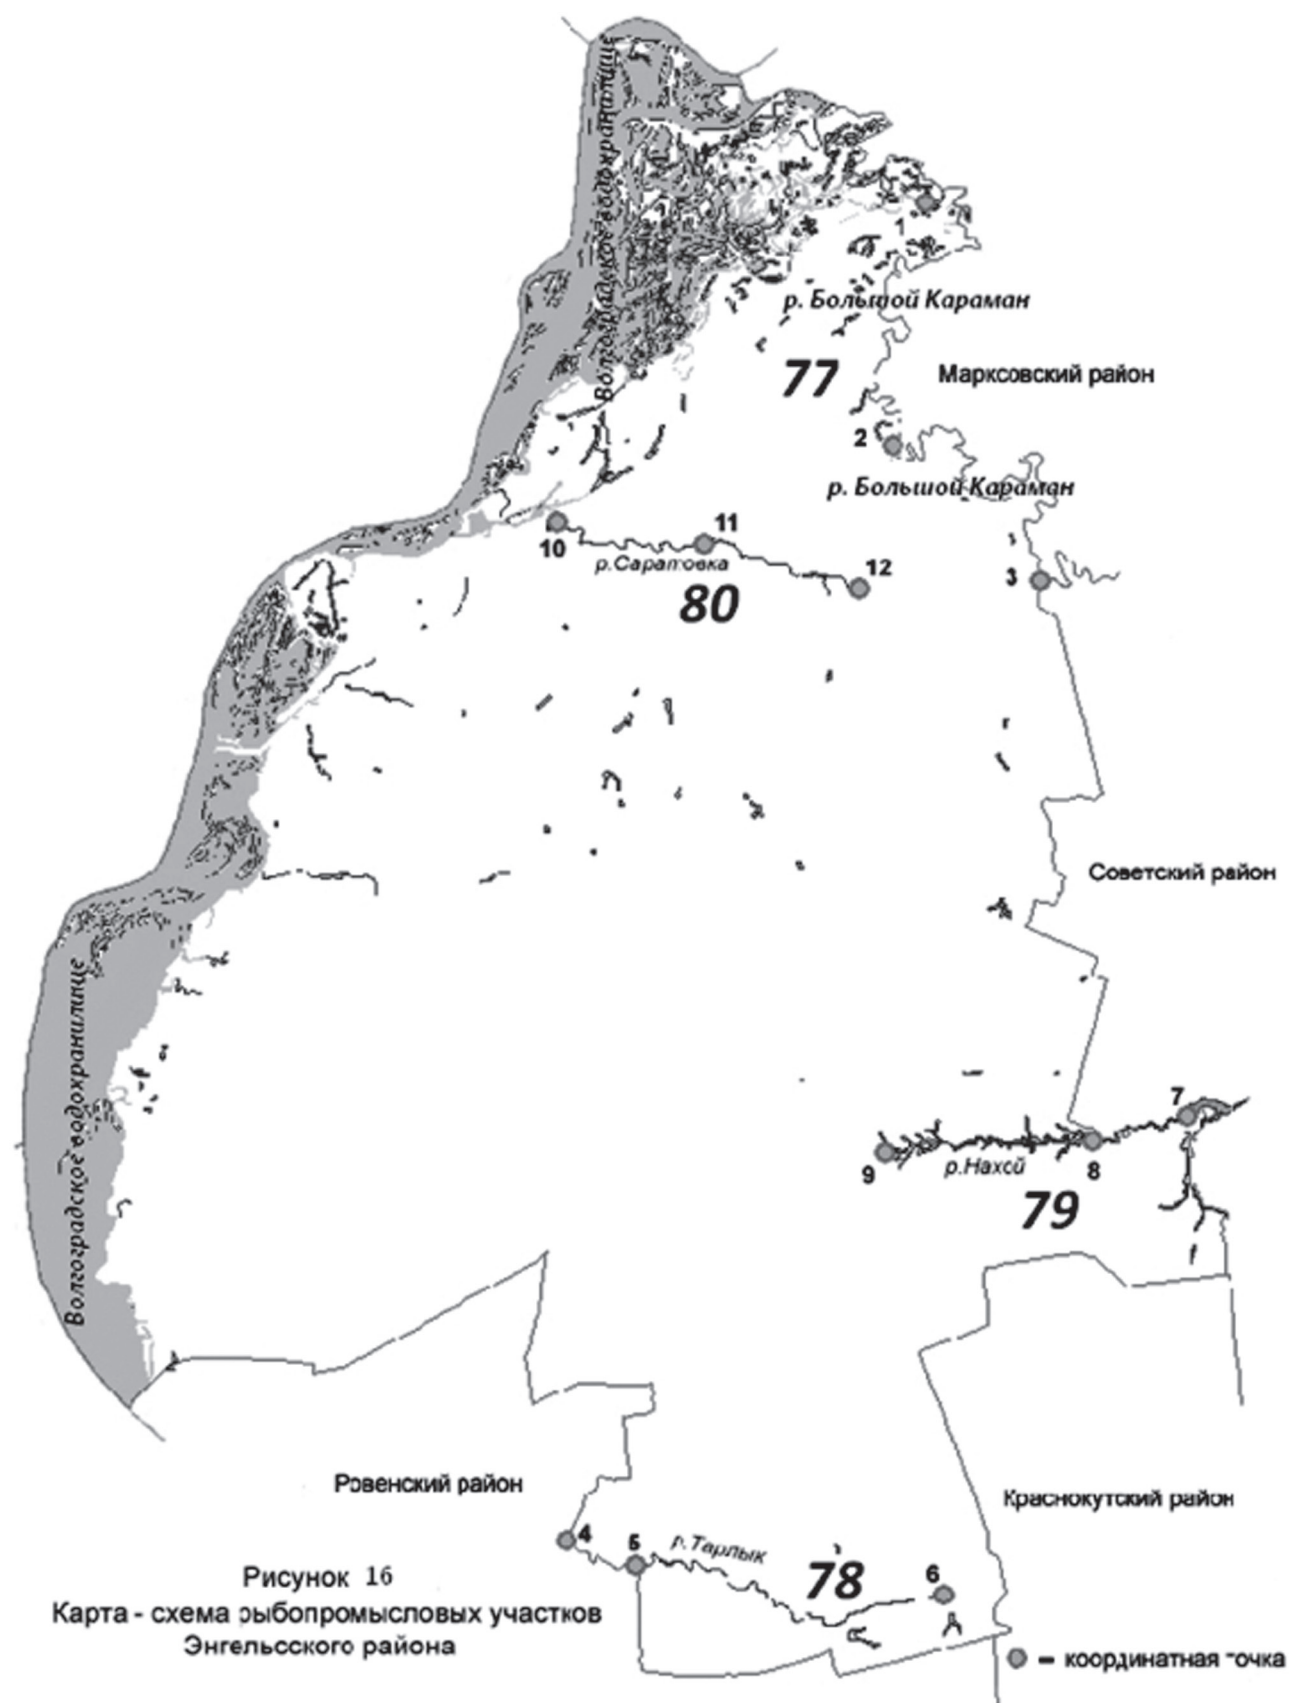 Волгоградское водохранилище
1
р. Большой Караман
77
Марксовский район
2
р. Большой Караман
10
11
р.Саратовка
12
3
80
Советский район
Волгоградское водохранилище
7
9
р.Нахой
8
79
Ровенский район
Краснокутский район
4
5
р.Тарлык
78
6
Рисунок 16
Карта - схема рыбопромысловых участков
Энгельсского района
– координатная точка